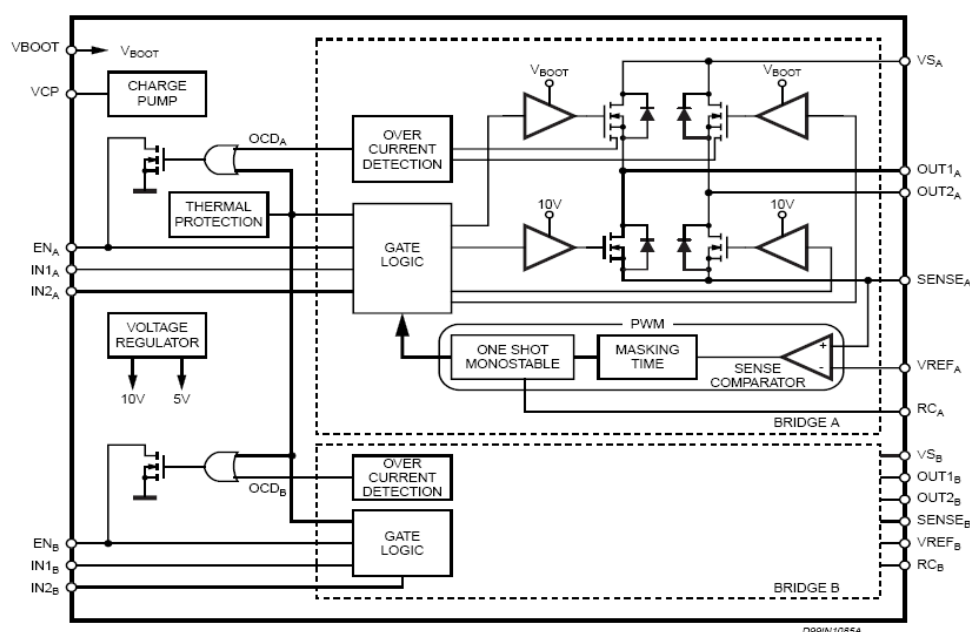 VBOOT
VBOOT
VCP
CHARGE
PUMP
OCDA
OVER
CURRENT
DETECTION
VBOOT
VBOOT
VSA
THERMAL
PROTECTION
OUT1A
OUT2A
10V
10V
ENA
IN1A
IN2A
GATE
LOGIC
SENSEA
VOLTAGE
REGULATOR
10V
5V
PWM
ONE SHOT
MONOSTABLE
MASKING
TIME
+
-
SENSE
COMPARATOR
VREFA
RCA
BRIDGE A
OCDB
OVER
CURRENT
DETECTION
VSB
OUT1B
OUT2B
SENSEB
VREFB
RCB
ENB
IN1B
IN2B
GATE
LOGIC
BRIDGE B
D99IN1085A